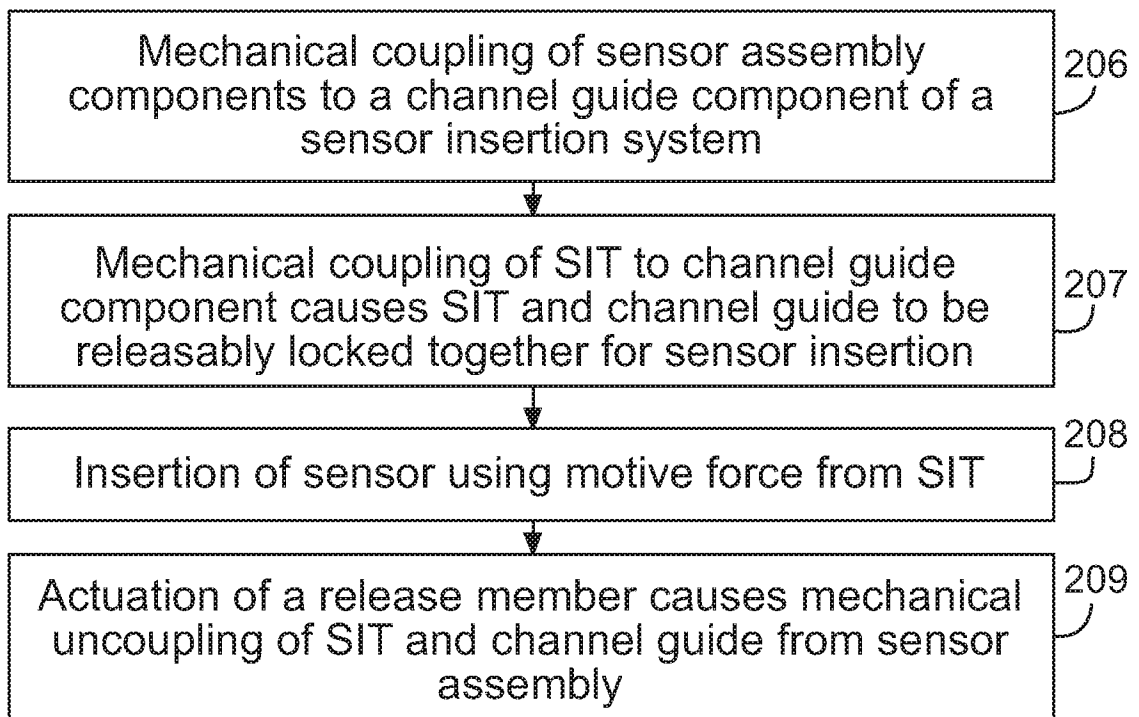 Mechanical coupling of sensor assembly
components to a channel guide component of a
sensor insertion system
206
Mechanical coupling of SIT to channel guide
component causes SIT and channel guide to be
releasably locked together for sensor insertion
207
Insertion of sensor using motive force from SIT
208
Actuation of a release member causes mechanical
uncoupling of SIT and channel guide from sensor
assembly
209